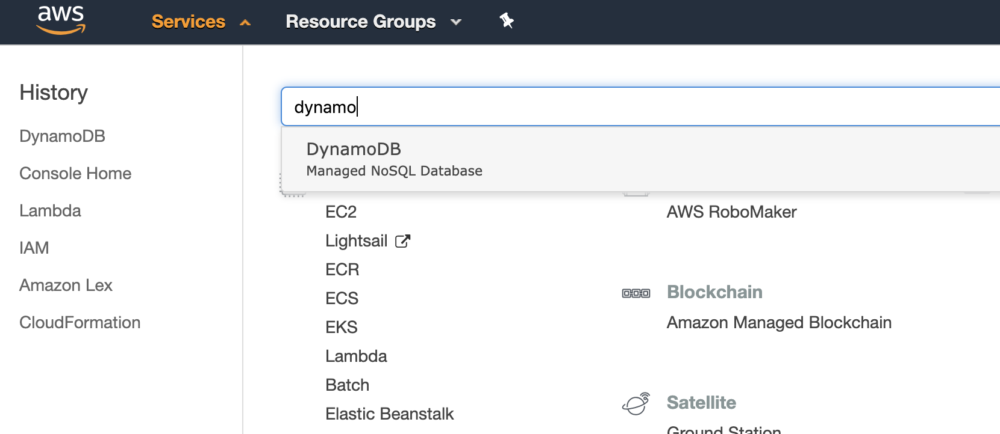 aws
Services
Resource Groups
History
DynamoDB
Console Home
Lambda
IAM
Amazon Lex
CloudFormation
dynamo
DynamoDB
Managed NoSQL Database
EC2
Lightsail
ECR
ECS
EKS
Lambda
Batch
Elastic Beanstalk
AWS RoboMaker
Blockchain
Amazon Managed Blockchain
Satellite
Ground Station